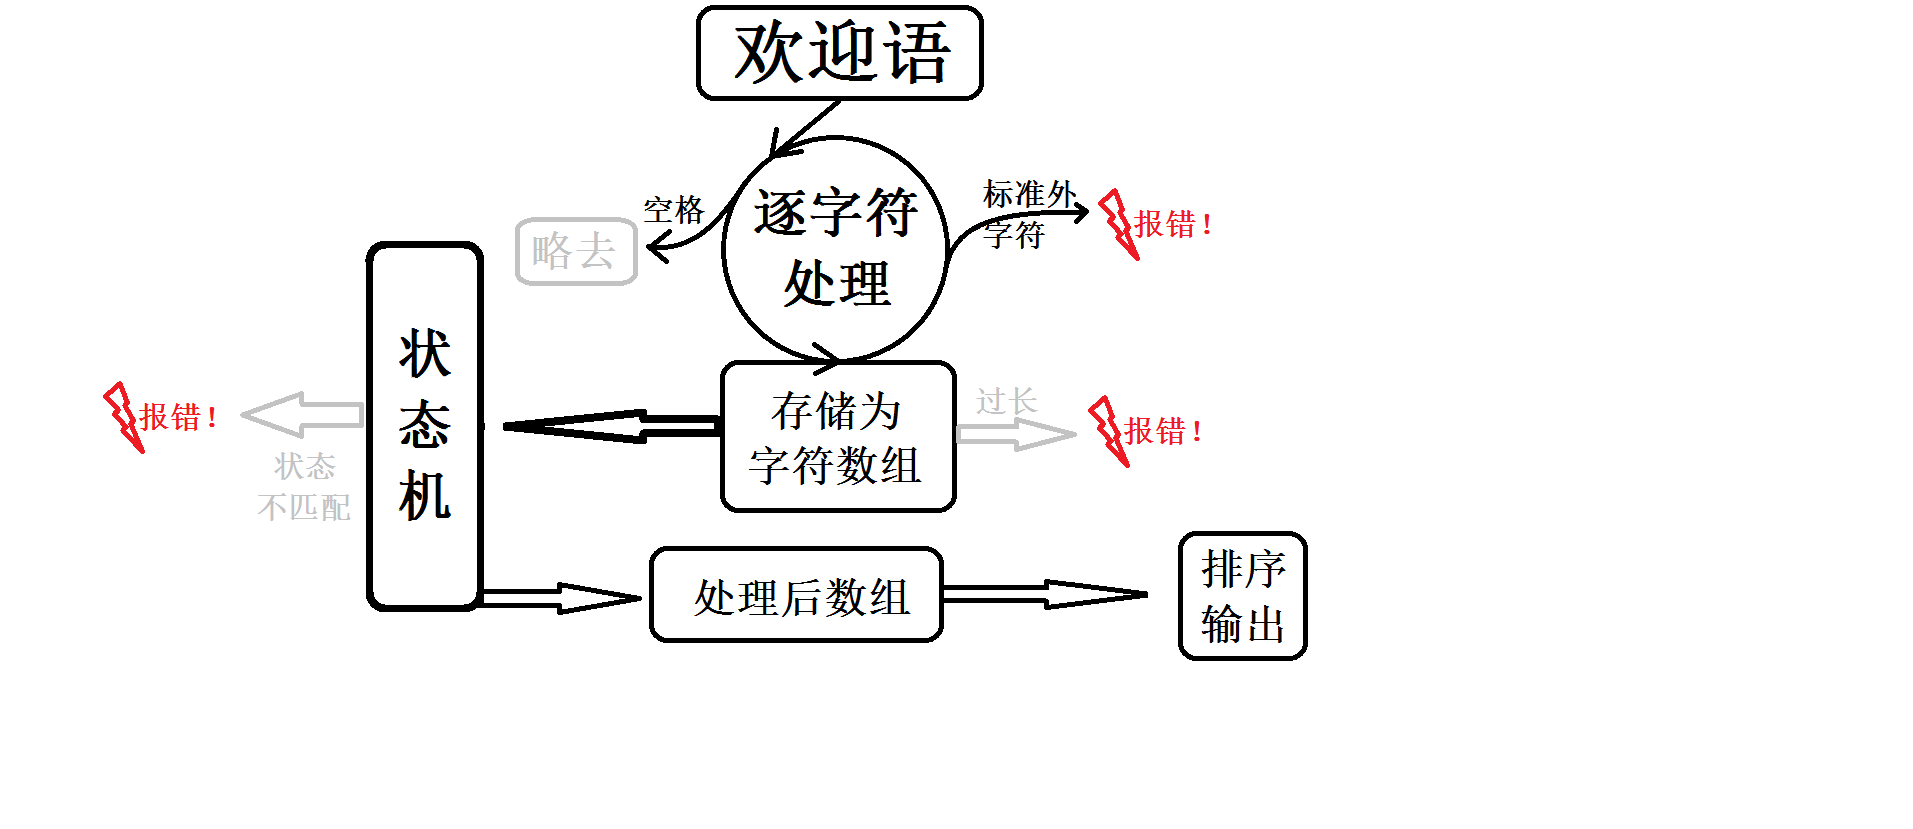 欢迎语
逐字符
处理
空格
略去
标准外
字符
报错！
状
态
机
存储为
字符数组
过长
报错！
报错！
状态
不匹配
处理后数组
排序
输出